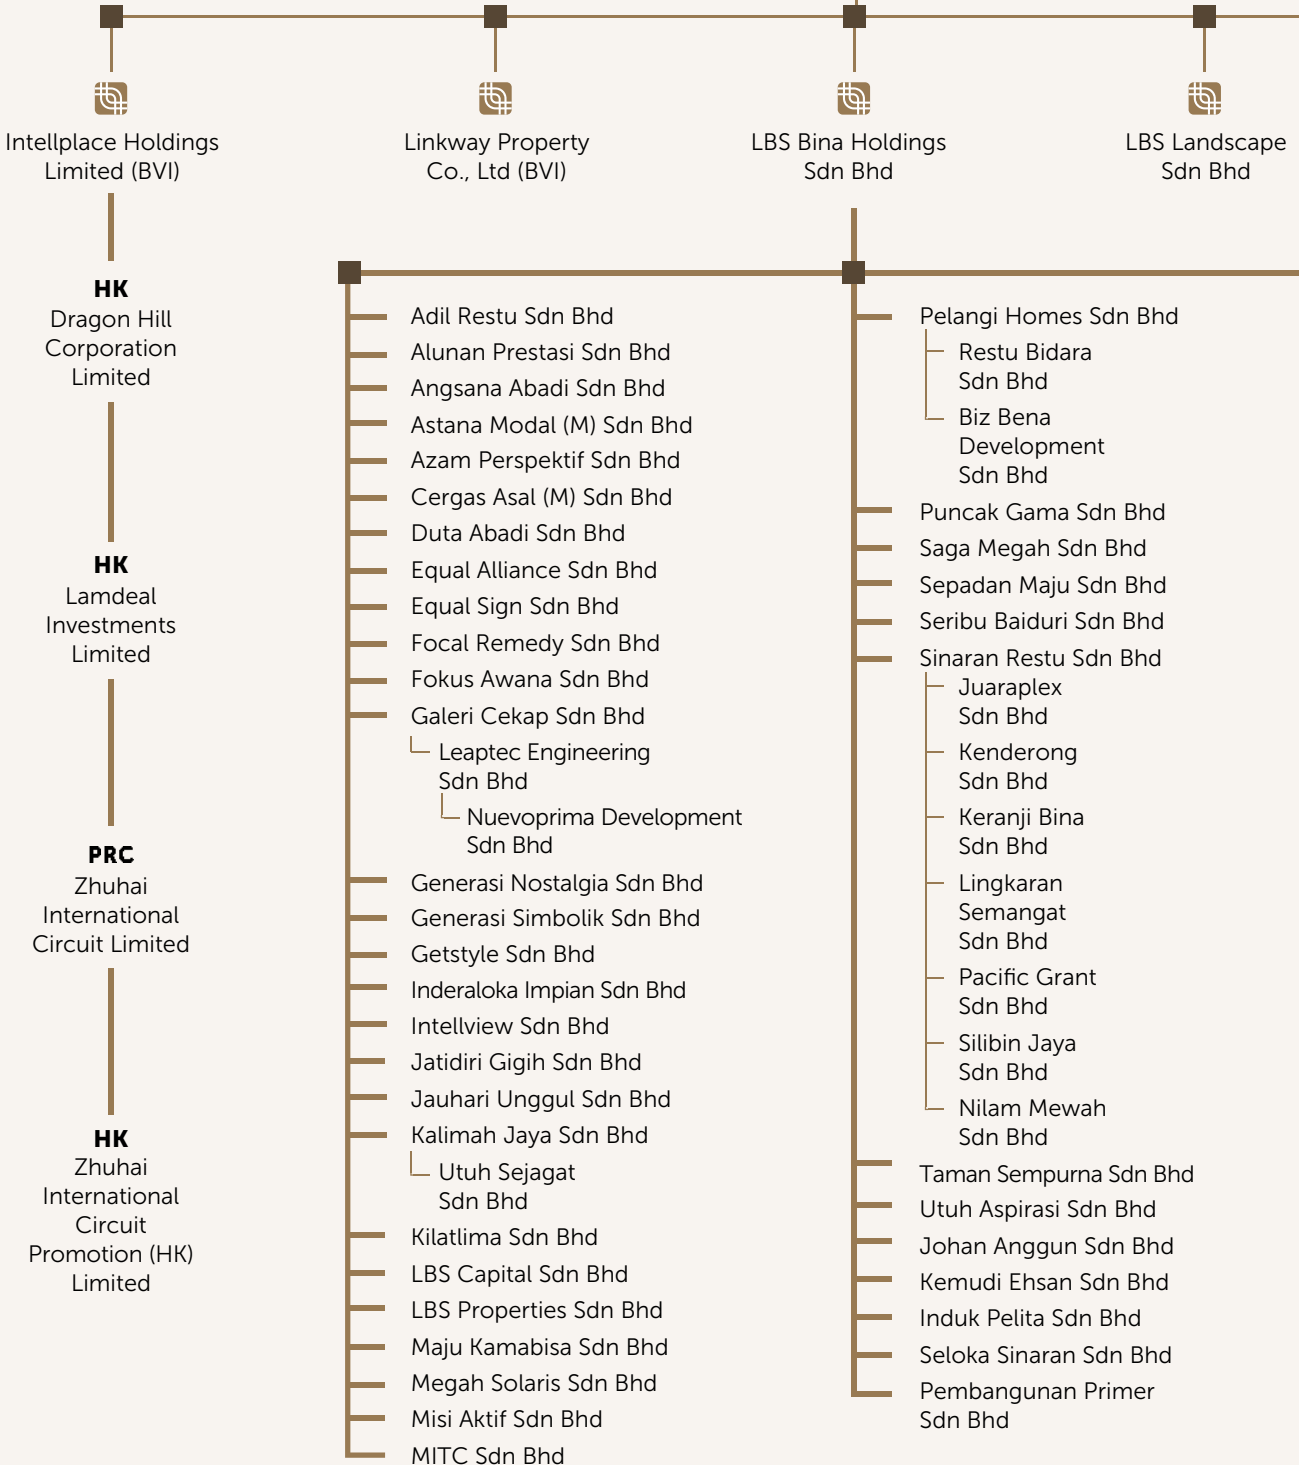 Intellplace Holdings
Limited (BVI)
Linkway Property
Co., Ltd (BVI)
LBS Bina Holdings
Sdn Bhd
LBS Landscape
Sdn Bhd
HK
Dragon Hill
Corporation
Limited
HK
Lamdeal
Investments
Limited
PRC
Zhuhai
International
Circuit Limited
HK
Zhuhai
International
Circuit
Promotion (HK)
Limited
Adil Restu Sdn Bhd
Alunan Prestasi Sdn Bhd
Angsana Abadi Sdn Bhd
Astana Modal (M) Sdn Bhd
Azam Perspektif Sdn Bhd
Cergas Asal (M) Sdn Bhd
Duta Abadi Sdn Bhd
Equal Alliance Sdn Bhd
Equal Sign Sdn Bhd
Focal Remedy Sdn Bhd
Fokus Awana Sdn Bhd
Galeri Cekap Sdn Bhd
Leaptec Engineering
Sdn Bhd
Nuevoprima Development
Sdn Bhd
Generasi Nostalgia Sdn Bhd
Generasi Simbolik Sdn Bhd
Getstyle Sdn Bhd
Inderaloka Impian Sdn Bhd
Intellview Sdn Bhd
Jatidiri Gigih Sdn Bhd
Jauhari Unggul Sdn Bhd
Kalimah Jaya Sdn Bhd
Utuh Sejagat
Sdn Bhd
Kilatlima Sdn Bhd
LBS Capital Sdn Bhd
LBS Properties Sdn Bhd
Maju Kamabisa Sdn Bhd
Megah Solaris Sdn Bhd
Misi Aktif Sdn Bhd
MITC Sdn Bhd
Pelangi Homes Sdn Bhd
Restu Bidara
Sdn Bhd
Biz Bena
Development
Sdn Bhd
Puncak Gama Sdn Bhd
Saga Megah Sdn Bhd
Sepadan Maju Sdn Bhd
Seribu Baiduri Sdn Bhd
Sinaran Restu Sdn Bhd
Juaraplex
Sdn Bhd
Kenderong
Sdn Bhd
Keranji Bina
Sdn Bhd
Lingkaran
Semangat
Sdn Bhd
Pacific Grant
Sdn Bhd
Silibin Jaya
Sdn Bhd
Nilam Mewah
Sdn Bhd
Taman Sempurna Sdn Bhd
Utuh Aspirasi Sdn Bhd
Johan Anggun Sdn Bhd
Kemudi Ehsan Sdn Bhd
Induk Pelita Sdn Bhd
Seloka Sinaran Sdn Bhd
Pembangunan Primer
Sdn Bhd